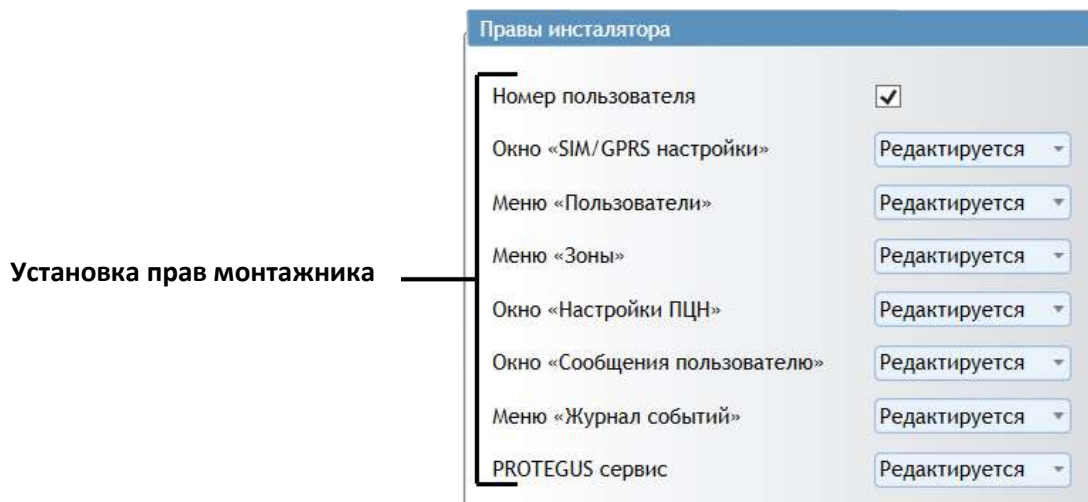 Правы инсталятора
Номер пользователя
Окно «SIM/GPRS настройки» Редактируется
Меню «Пользователи» Редактируется
Меню «Зоны» Редактируется
Установка прав монтажника
Окно «Настройки ПЦН» Редактируется
Окно «Сообщения пользователю» Редактируется
Меню «Журнал событий» Редактируется
PROTEGUS сервис Редактируется